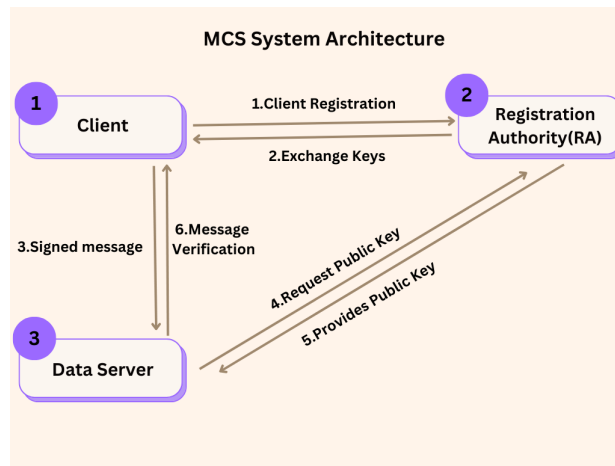 MCS System Architecture
1
Client
1.Client Registration
2.Exchange Keys
2
Registration
Authority(RA)
3.Signed message
6.Message
Verification
4.Request Public Key
5.Provides Public Key
3
Data Server